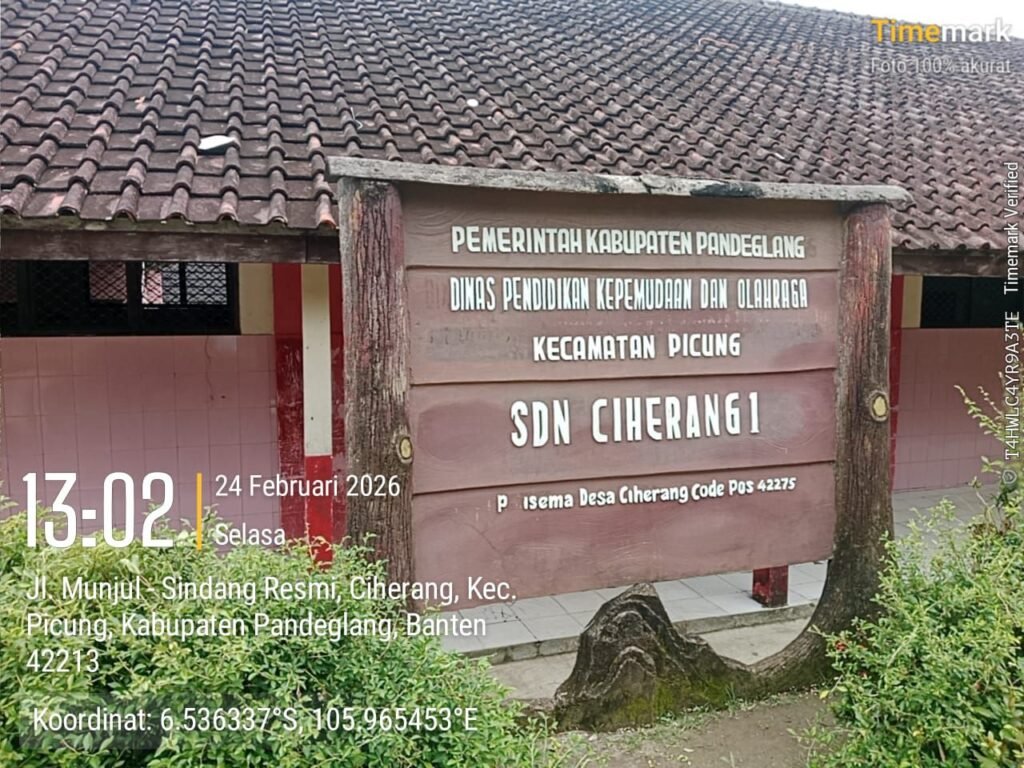 Timemark
Foto 100% akurat
PEMERINTAH KABUPATEN PANDEGLANG
DINAS PENDIDIKAN KEPEMUDAAN DAN OLAHRAGA
KECAMATAN PICUNG
SDN CIHERANG 1
Desa Ciherang Code Pos 42275
13:02
24 Februari 2026
Selasa
Jl. Munjul - Sindang Resmi, Ciherang, Kec.
Picung, Kabupaten Pandeglang, Banten
42213
Koordinat: 6.536337°S, 105.965453°E
© T4HWLC4YR9A3TE Timemark Verified